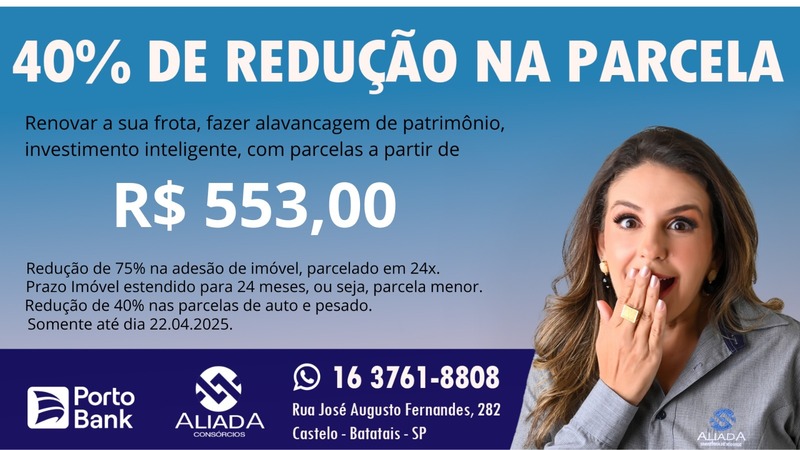 40% DE REDUÇÃO NA PARCELA
Renovar a sua frota, fazer alavancagem de patrimônio,
investimento inteligente, com parcelas a partir de
R$ 553,00
Redução de 75% na adesão de imóvel, parcelado em 24x.
Prazo Imóvel estendido para 24 meses, ou seja, parcela menor.
Redução de 40% nas parcelas de auto e pesado.
Somente até dia 22.04.2025.
Porto
Bank
ALIADA
CONSÓRCIOS
16 3761-8808
Rua José Augusto Fernandes, 282
Castelo - Batatais - SP
ALIADA